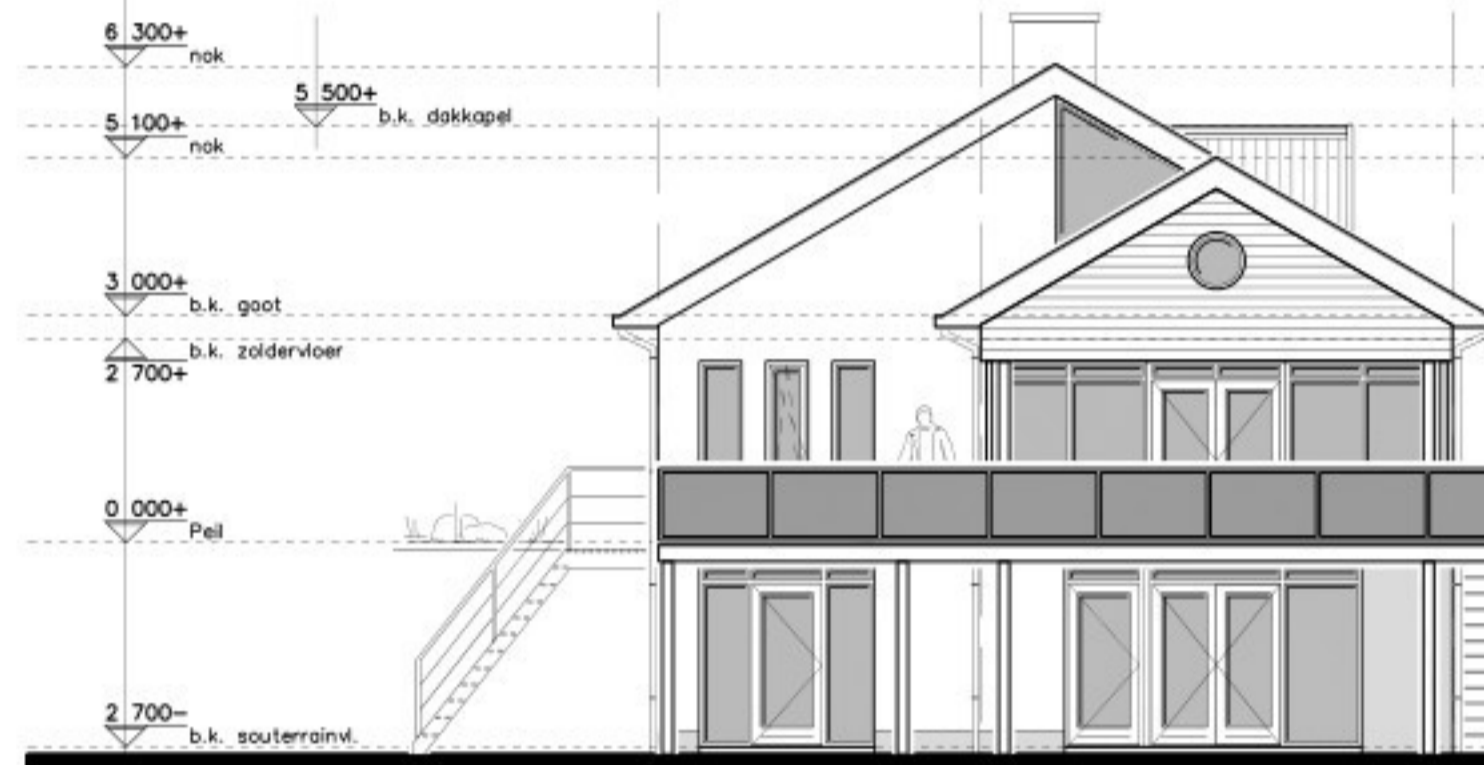 6 300+
nok
5 500+
b.k. dakkapel
5 100+
nok
3 000+
b.k. goot
b.k. zoldervloer
2 700+
0 000+
Peil
2 700-
b.k. souterrainvl.